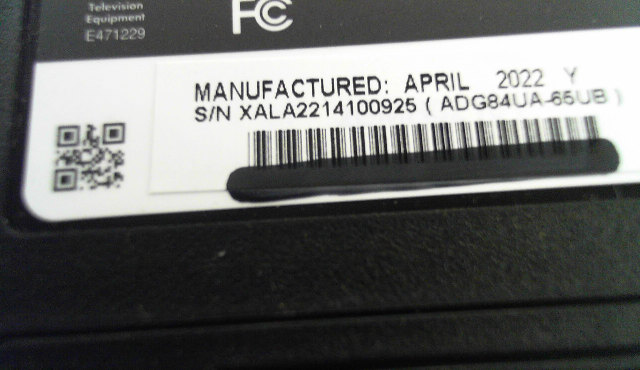 Television
Equipment
E471229
FC
MANUFACTURED: APRIL 2022 Y
S/N XALA2214100925 ( ADG84UA-65UB )